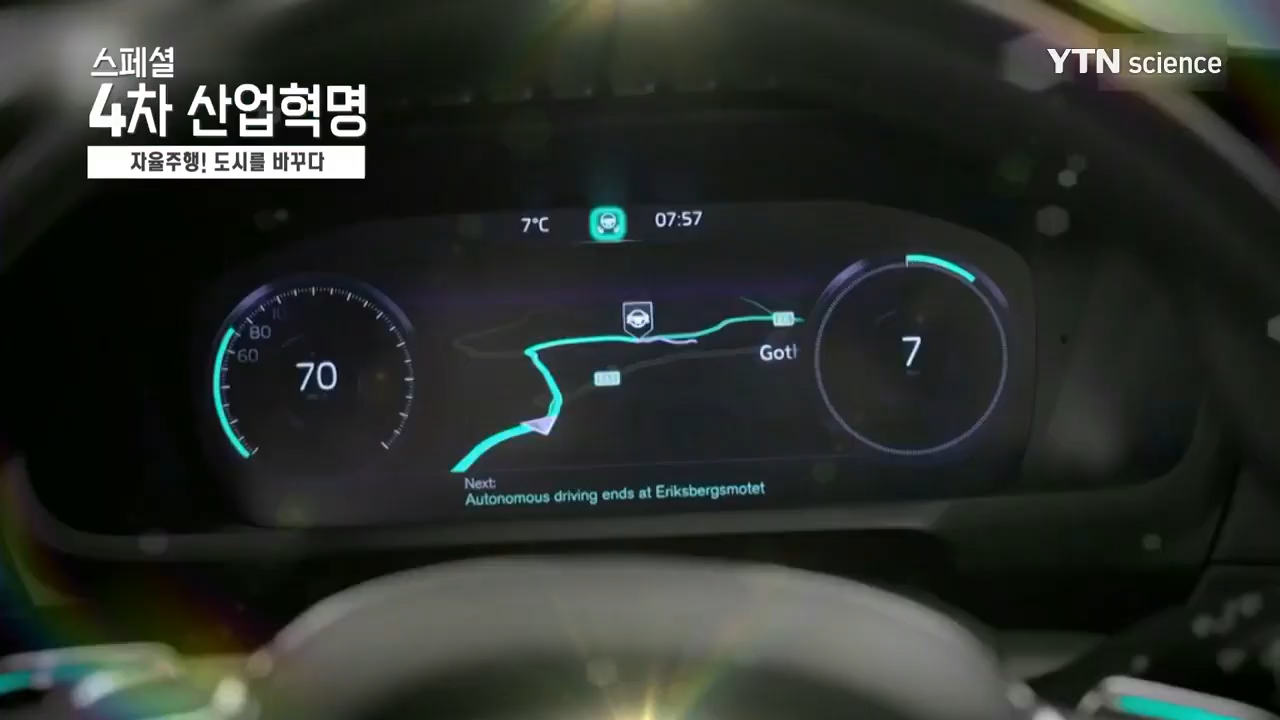 스페셜
4차 산업혁명
자율주행! 도시를 바꾸다
YTN science
7°C
07:57
80
60
70
7
Next:
Autonomous driving ends at Eriksbergsmotet